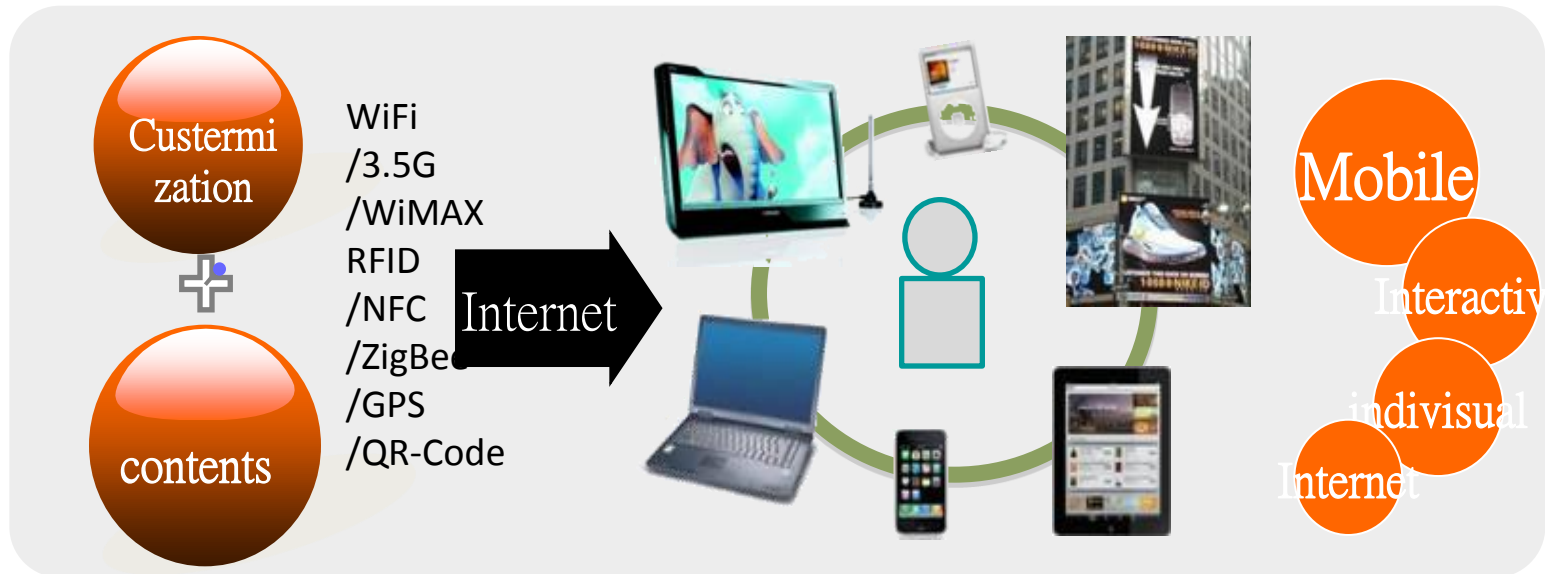 Custermi
zation
contents
WiFi
/3.5G
/WiMAX
RFID
/NFC
/ZigBee
/GPS
/QR-Code
Internet
Mobile
Interactiv
indivisual
Internet